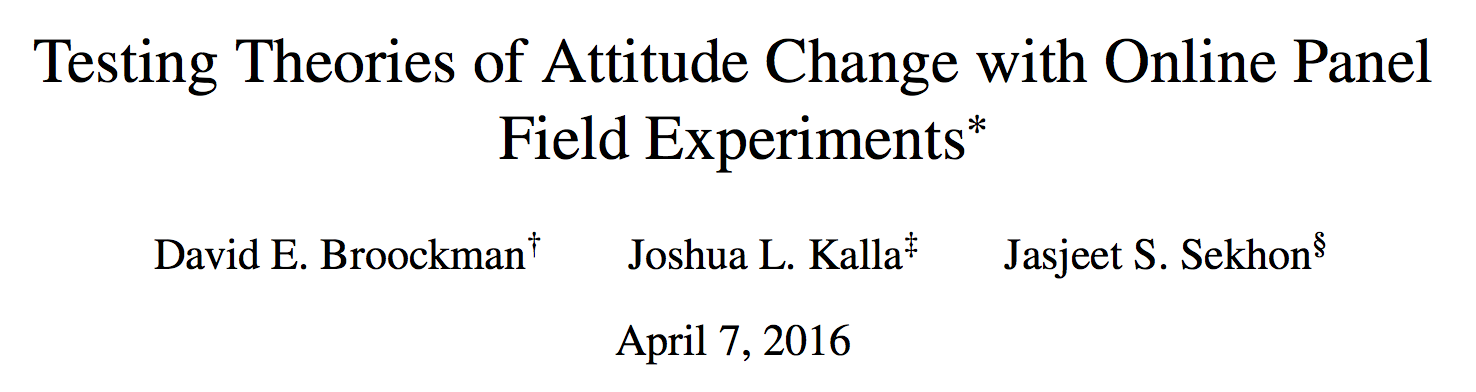 Testing Theories of Attitude Change with Online Panel
Field Experiments*
David E. Broockman† Joshua L. Kalla‡ Jasjeet S. Sekhon§
April 7, 2016